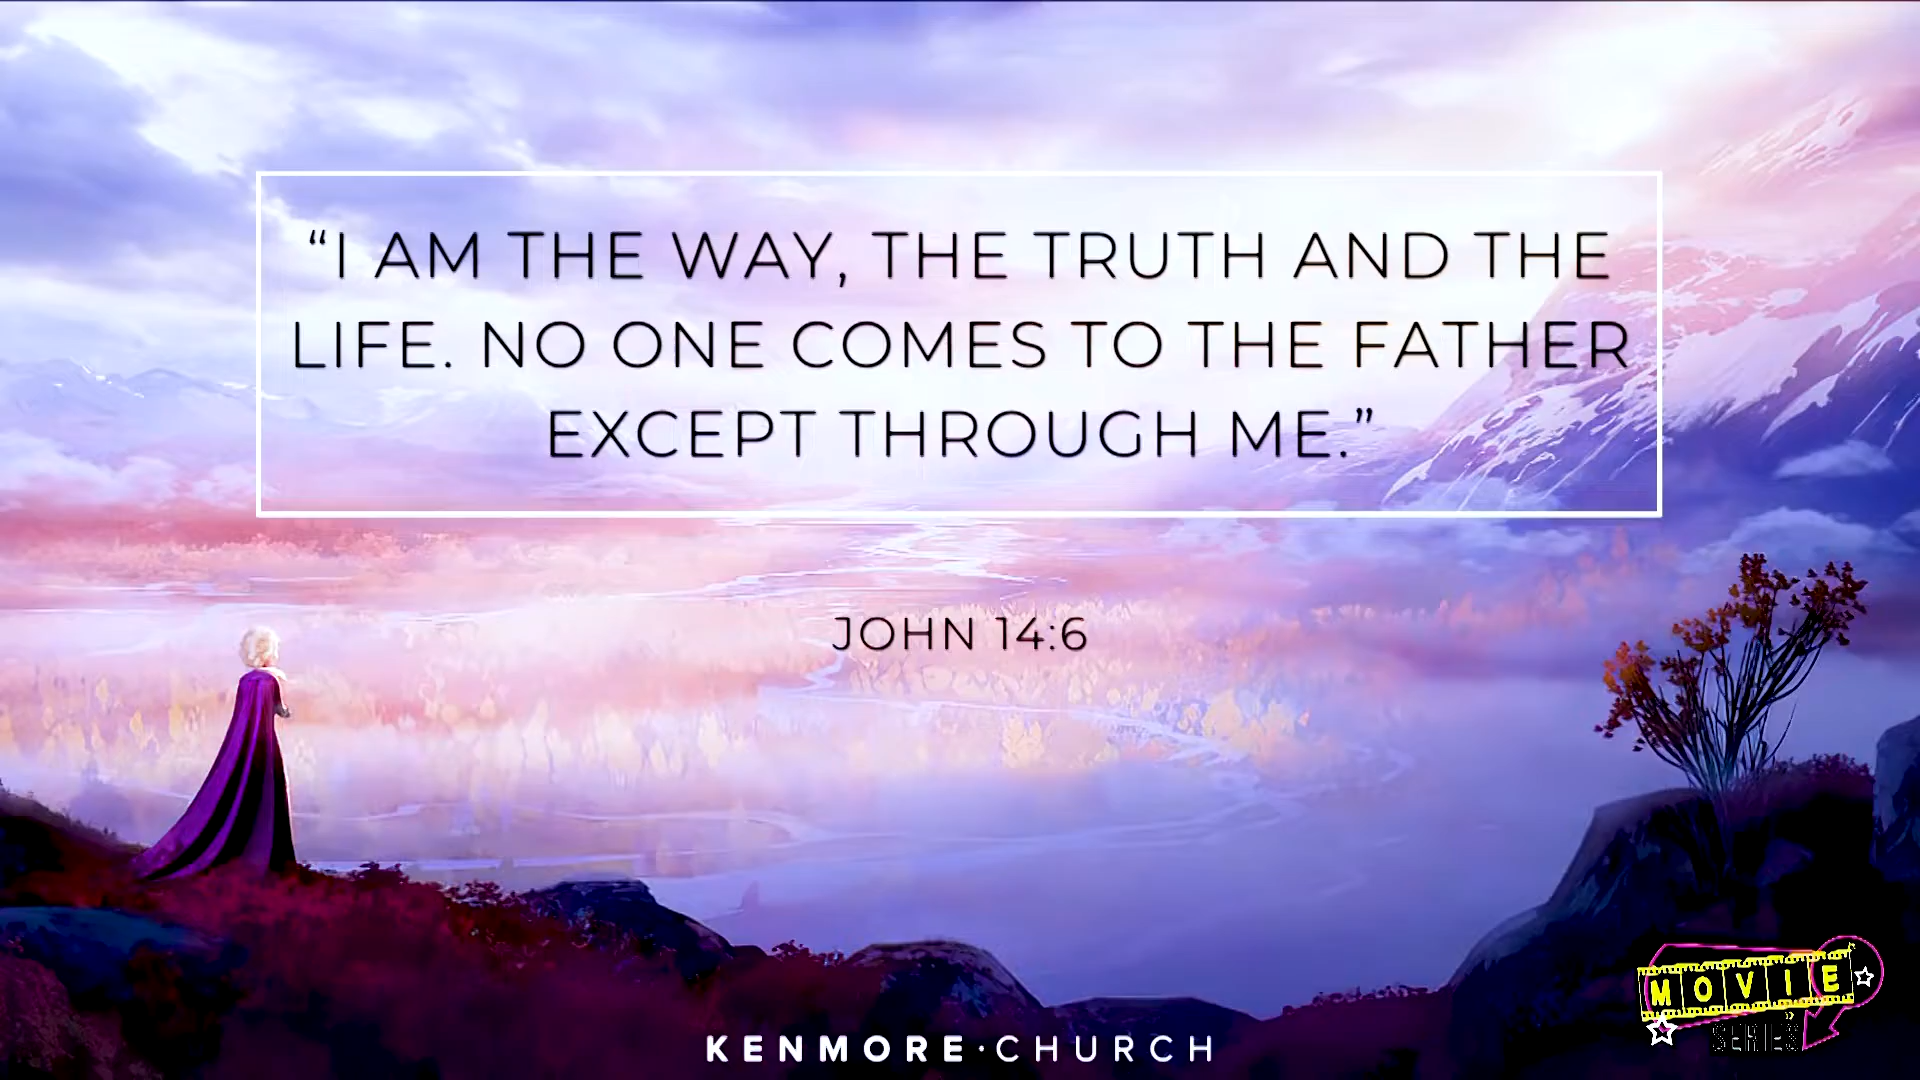 “I AM THE WAY, THE TRUTH AND THE
LIFE. NO ONE COMES TO THE FATHER
EXCEPT THROUGH ME.”
JOHN 14:6
MOVIE
SERIES
KENMORE·CHURCH